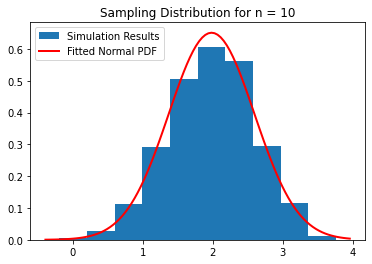 Sampling Distribution for n = 10
Simulation Results
Fitted Normal PDF
0.6
0.5
0.4
0.3
0.2
0.1
0.0
0 1 2 3 4